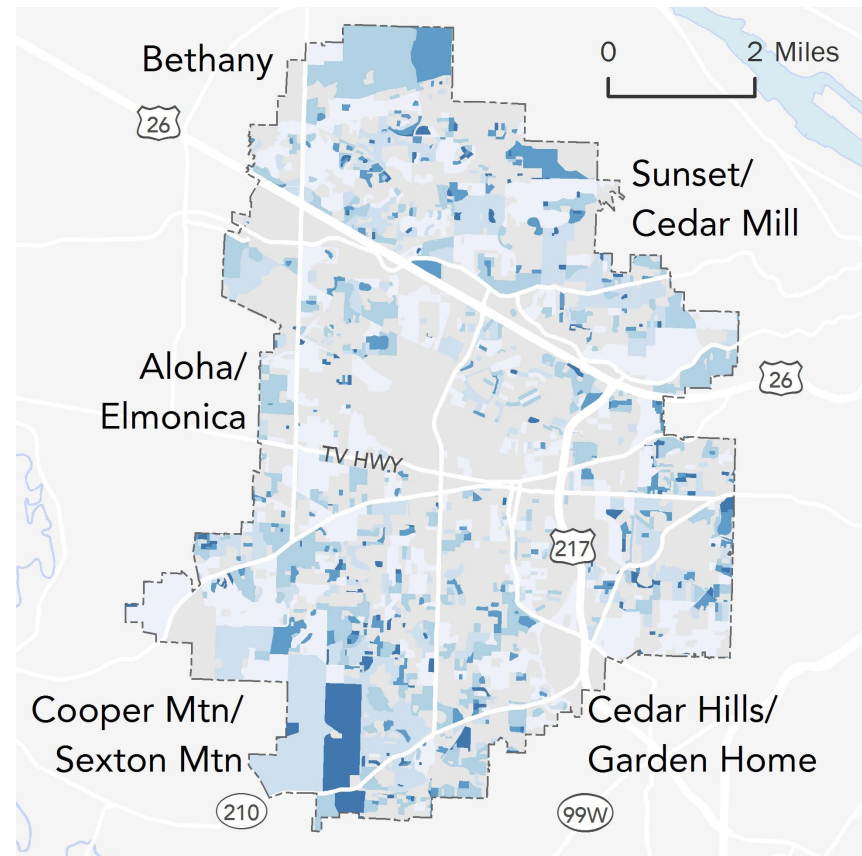 Bethany
0 2 Miles
26
Sunset/
Cedar Mill
Aloha/
Elmonica
26
TV HWY
217
Cooper Mtn/
Sexton Mtn
Cedar Hills/
Garden Home
210
99W